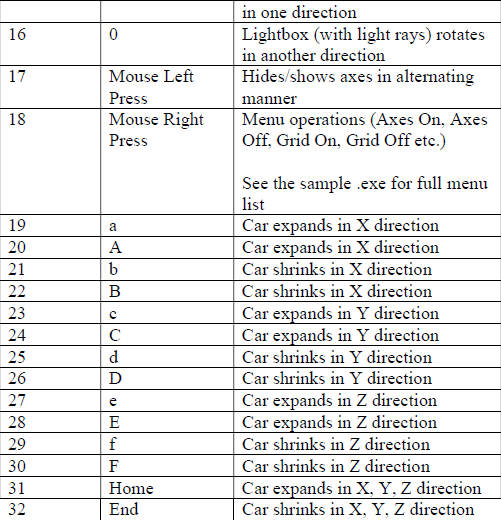 in one direction
16 0 Lightbox (with light rays) rotates
in another direction
17 Mouse Left Hides/shows axes in alternating
Press manner
18 Mouse Right Menu operations (Axes On, Axes
Press Off, Grid On, Grid Off etc.)
See the sample .exe for full menu
list
19 a Car expands in X direction
20 A Car expands in X direction
21 b Car shrinks in X direction
22 B Car shrinks in X direction
23 c Car expands in Y direction
24 C Car expands in Y direction
25 d Car shrinks in Y direction
26 D Car shrinks in Y direction
27 e Car expands in Z direction
28 E Car expands in Z direction
29 f Car shrinks in Z direction
30 F Car shrinks in Z direction
31 Home Car expands in X, Y, Z direction
32 End Car shrinks in X, Y, Z direction